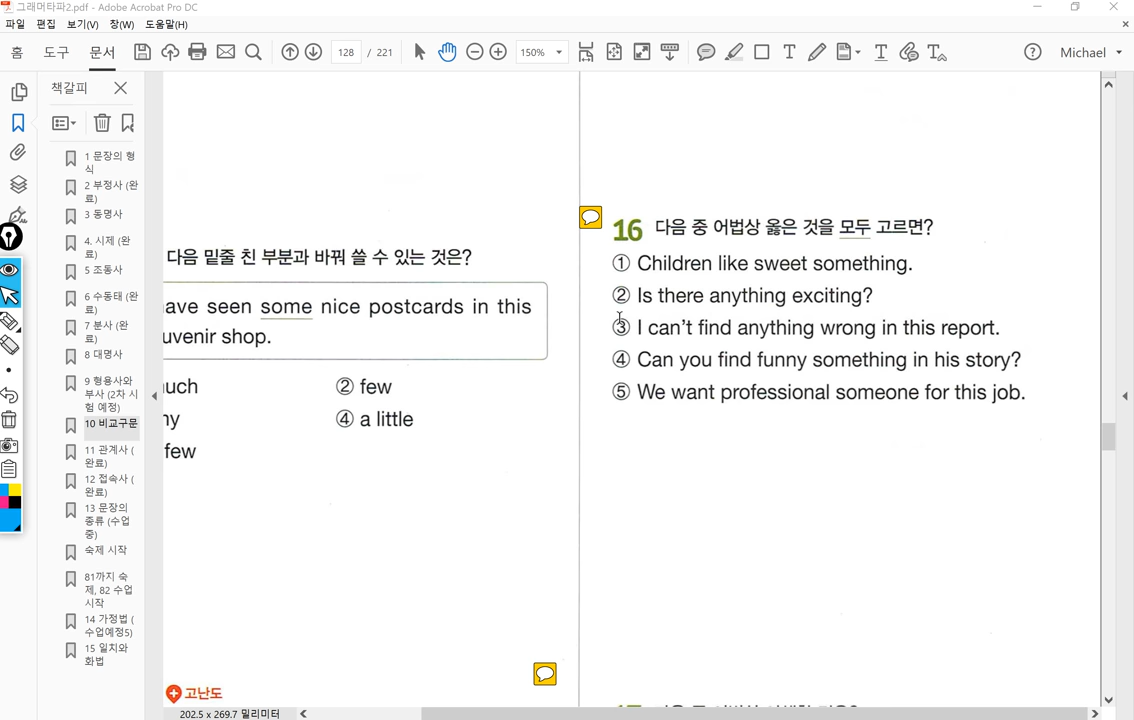 그래머타파2.pdf - Adobe Acrobat Pro DC
파일 편집 보기(V) 창(W) 도움말(H)
홈 도구 문서 128 / 221 150% Michael
책갈피
1 문장의 형
식
2 부정사 (완
료)
3 동명사
4. 시제 (완
료)
5 조동사
6 수동태 (완
료)
7 분사 (완
료)
8 대명사
9 형용사와
부사 (2차 시
험 예정)
10 비교구문
11 관계사 (
완료)
12 접속사 (
완료)
13 문장의
종류 (수업
중)
숙제 시작
81까지 숙
제, 82 수업
시작
14 가정법 (
수업예정5)
15 일치와
화법
다음 밑줄 친 부분과 바꿔 쓸 수 있는 것은?
ave seen some nice postcards in this
uvenir shop.
uch ② few
ny ④ a little
few
고난도
16 다음 중 어법상 옳은 것을 모두 고르면?
① Children like sweet something.
② Is there anything exciting?
③ I can't find anything wrong in this report.
④ Can you find funny something in his story?
⑤ We want professional someone for this job.
202.5 x 269.7 밀리미터